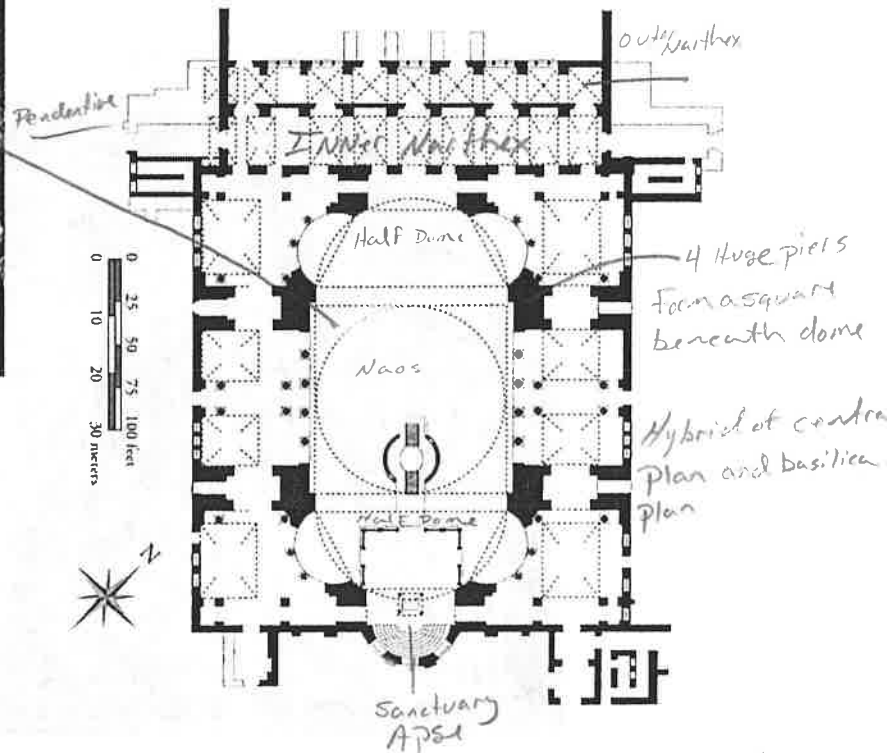 Outer Narthex
Pendentive
Inner Narthex
Half Dome
4 Huge piers
Form a square
beneath dome
Naos
0 25 50 75 100 feet
0 10 20 30 meters
Hybrid of centra
plan and basilica
plan
Half Dome
N
Sanctuary
Apse